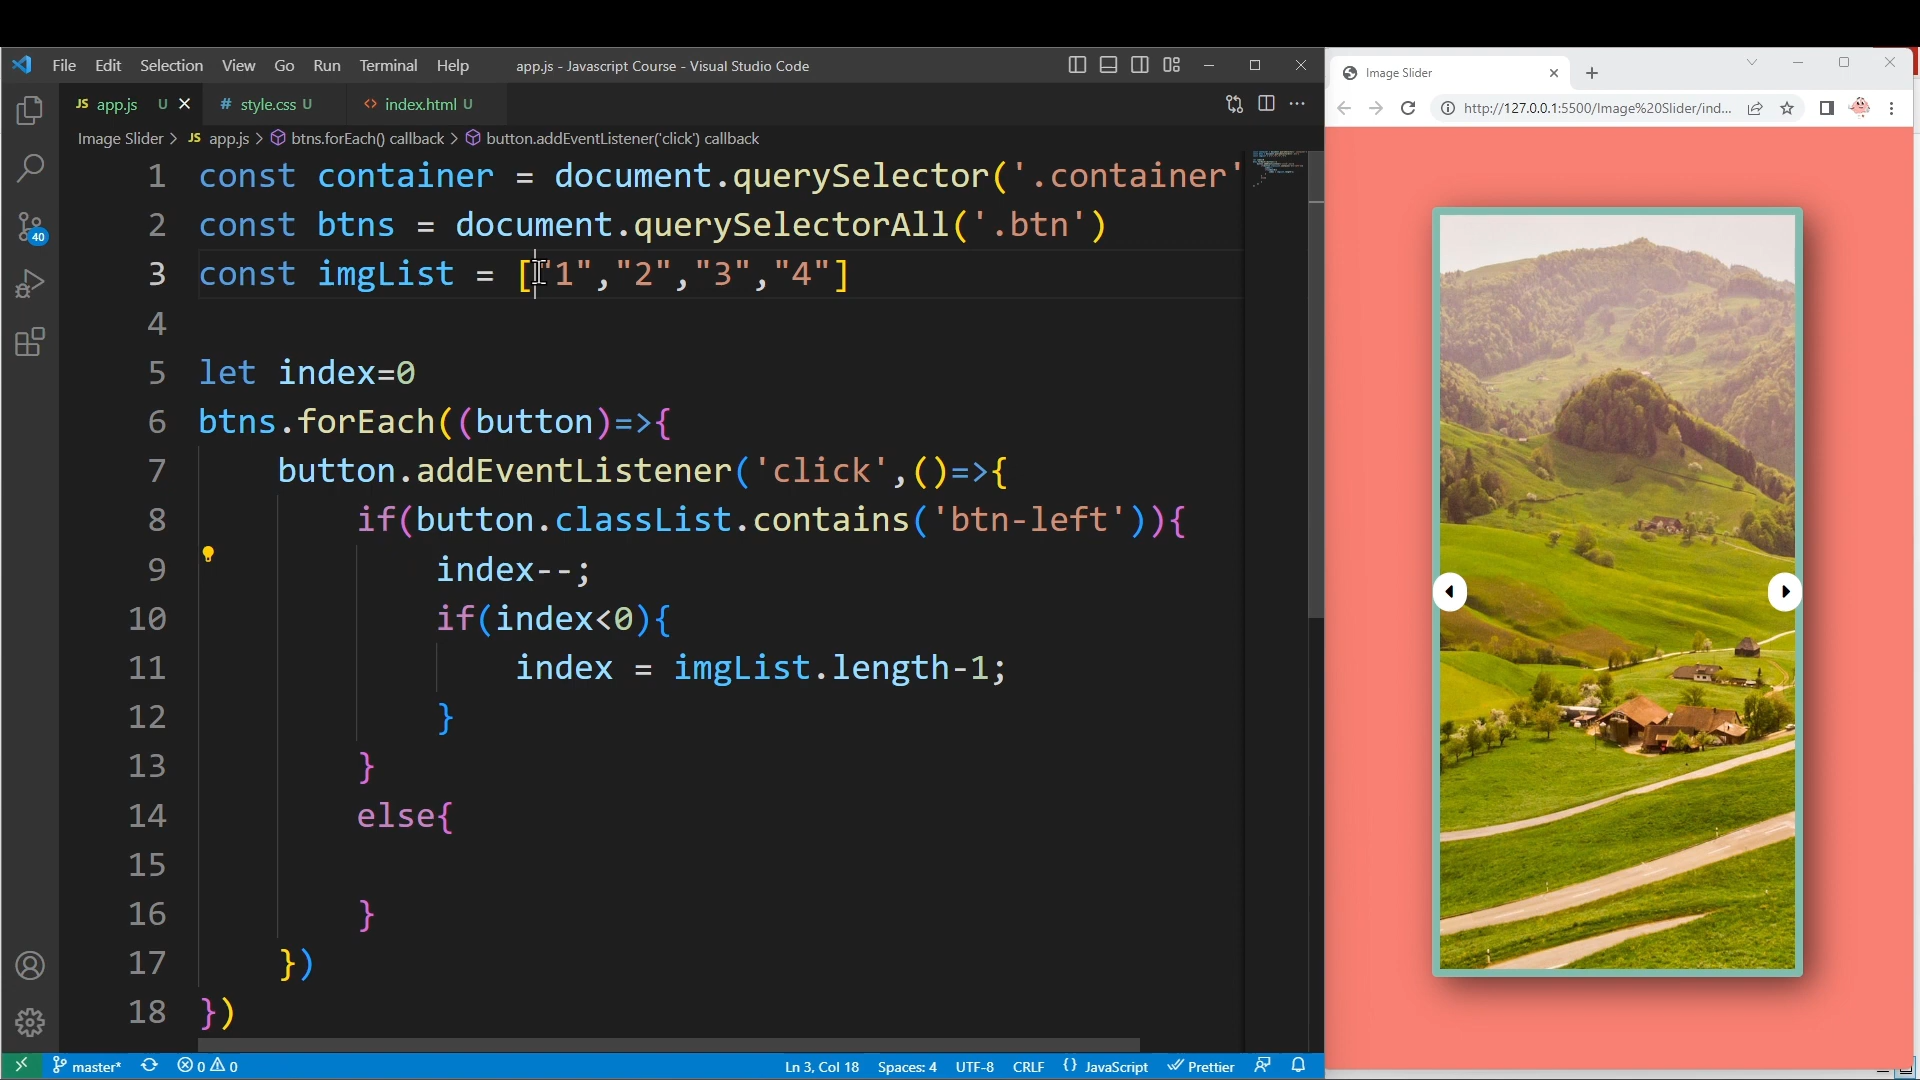 File Edit Selection View Go Run Terminal Help app.js - Javascript Course - Visual Studio Code
JS app.js U # style.css U <> index.html U
Image Slider > JS app.js > btns.forEach() callback > button.addEventListener('click') callback
1 const container = document.querySelector('.container'
2 const btns = document.querySelectorAll('.btn')
3 const imgList = ["1","2","3","4"]
4
5 let index=0
6 btns.forEach((button)=>{
7 button.addEventListener('click',()=>{
8 if(button.classList.contains('btn-left')){
9 index--;
10 if(index<0){
11 index = imgList.length-1;
12 }
13 }
14 else{
15
16 }
17 })
18 })
40
master* 0 0 Ln 3, Col 18 Spaces: 4 UTF-8 CRLF {} JavaScript Prettier
Image Slider
http://127.0.0.1:5500/Image%20Slider/ind...